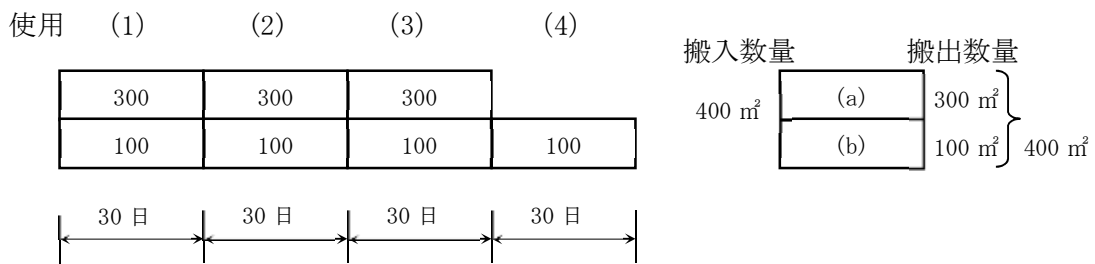 使用 (1) (2) (3) (4)
搬入数量 搬出数量
300 300 300 (a) 300 ㎡
400 ㎡
100 100 100 100 (b) 100 ㎡ 400 ㎡
30 日 30 日 30 日 30 日